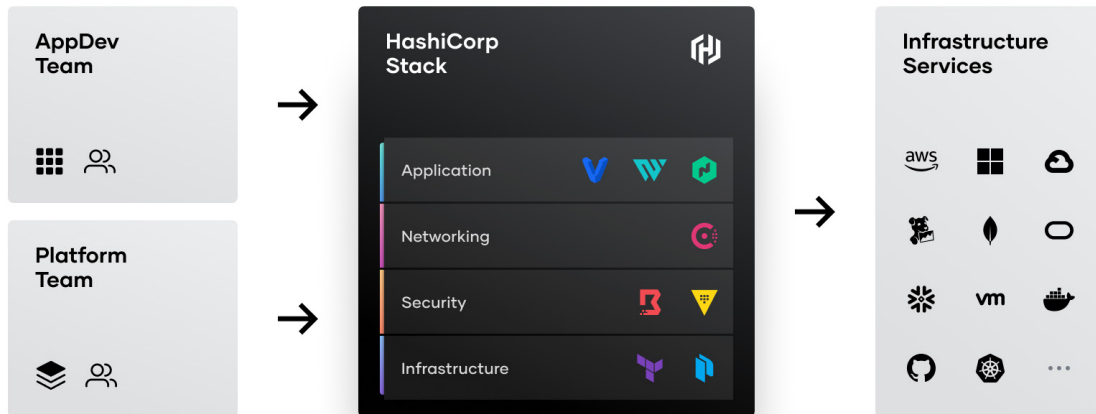 AppDev
Team
Platform
Team
HashiCorp
Stack
Application
Networking
Security
Infrastructure
Infrastructure
Services
aws
vm